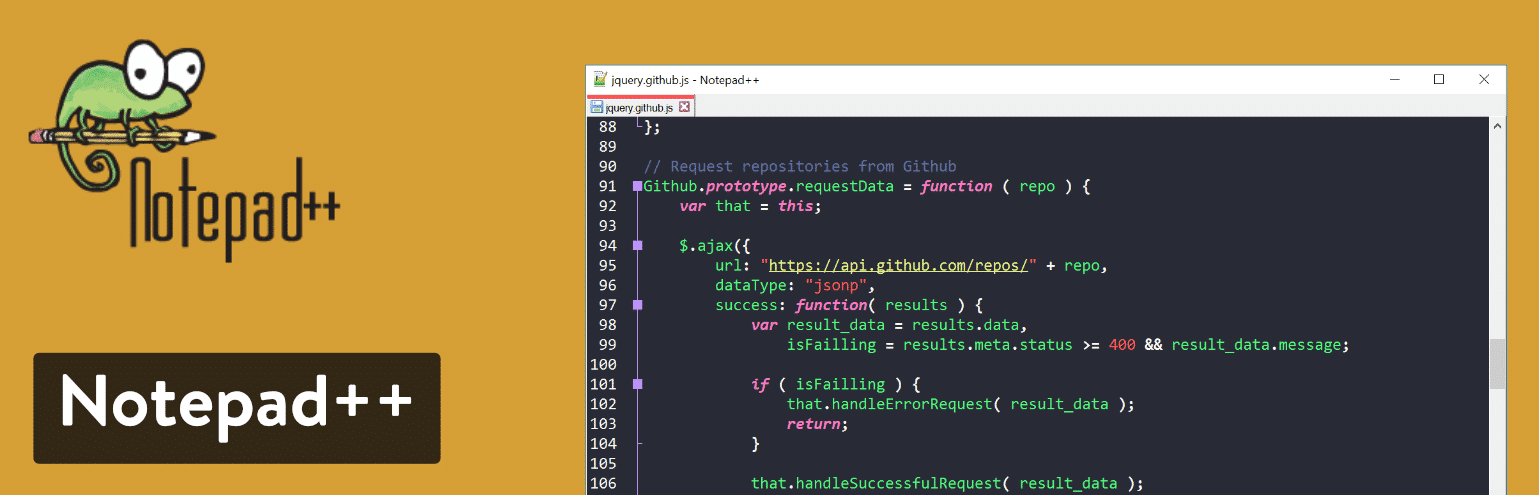 Notepad++
Notepad++
jquery.github.js - Notepad++
jquery.github.js
88 };
89
90 // Request repositories from Github
91 Github.prototype.requestData = function ( repo ) {
92 var that = this;
93
94 $.ajax({
95 url: "https://api.github.com/repos/" + repo,
96 dataType: "jsonp",
97 success: function( results ) {
98 var result_data = results.data,
99 isFailling = results.meta.status >= 400 && result_data.message;
100
101 if ( isFailling ) {
102 that.handleErrorRequest( result_data );
103 return;
104 }
105
106 that.handleSuccessfulRequest( result_data );